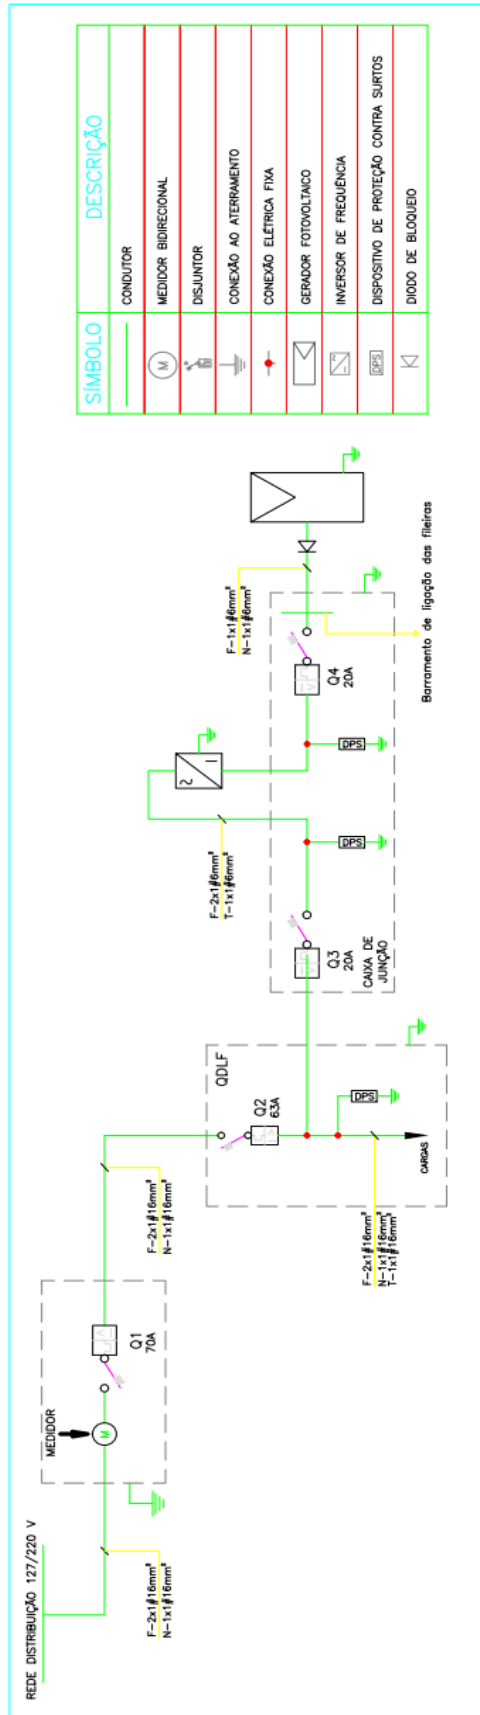 REDE DISTRIBUIÇÃO 127/220 V
F-2x1#16mm²
N-1x1#16mm²
MEDIDOR
M
Q1
70A
F-2x1#16mm²
N-1x1#16mm²
QDLF
Q2
63A
DPS
CARGAS
F-2x1#16mm²
N-1x1#16mm²
T-1x1#16mm²
Q3
20A
CAIXA DE
JUNÇÃO
DPS
F-2x1#6mm²
T-1x1#6mm²
DPS
Q4
20A
F-1x1#6mm²
N-1x1#6mm²
Barramento de ligação das fileiras
SÍMBOLO DESCRIÇÃO
CONDUTOR
M MEDIDOR BIDIRECIONAL
DISJUNTOR
CONEXÃO AO ATERRAMENTO
CONEXÃO ELÉTRICA FIXA
GERADOR FOTOVOLTAICO
INVERSOR DE FREQUÊNCIA
DPS DISPOSITIVO DE PROTEÇÃO CONTRA SURTOS
DIODO DE BLOQUEIO